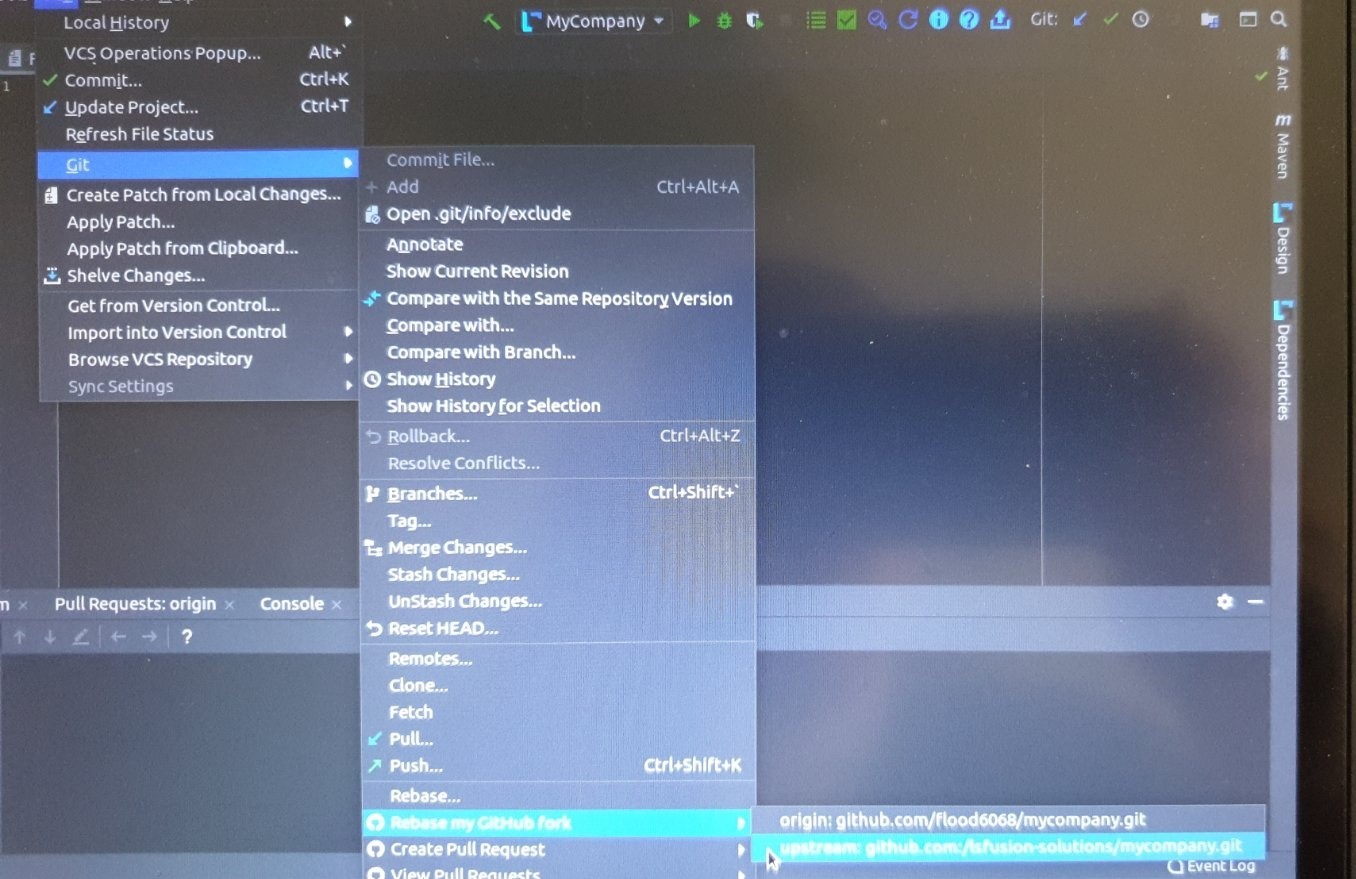 Local History
VCS Operations Popup... Alt+`
Commit... Ctrl+K
Update Project... Ctrl+T
Refresh File Status
Git
Create Patch from Local Changes...
Apply Patch...
Apply Patch from Clipboard...
Shelve Changes...
Get from Version Control...
Import into Version Control
Browse VCS Repository
Sync Settings
MyCompany
Git:
1
Commit File...
Add Ctrl+Alt+A
Open .git/info/exclude
Annotate
Show Current Revision
Compare with the Same Repository Version
Compare with...
Compare with Branch...
Show History
Show History for Selection
Rollback... Ctrl+Alt+Z
Resolve Conflicts...
Branches... Ctrl+Shift+`
Tag...
Merge Changes...
Stash Changes...
UnStash Changes...
Reset HEAD...
Remotes...
Clone...
Fetch
Pull...
Push... Ctrl+Shift+K
Rebase...
Rebase my GitHub fork
Create Pull Request
View Pull Requests
origin: github.com/flood6068/mycompany.git
upstream: github.com:/lsfusion-solutions/mycompany.git
Ant
Maven
Design
Dependencies
Pull Requests: origin
Console
Event Log